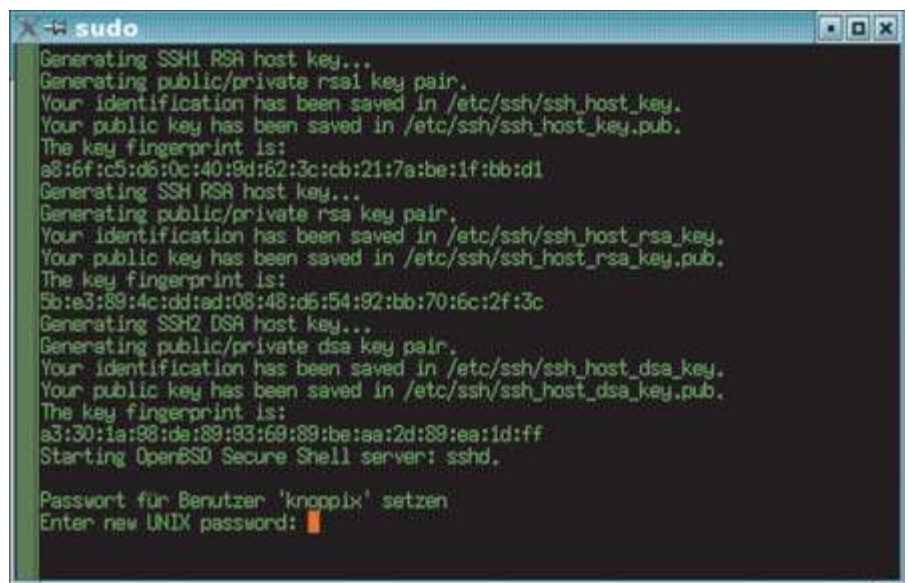 sudo
Generating SSH1 RSA host key...
Generating public/private rsa1 key pair.
Your identification has been saved in /etc/ssh/ssh_host_key.
Your public key has been saved in /etc/ssh/ssh_host_key.pub.
The key fingerprint is:
a8:6f:c5:d6:0c:40:9d:62:3c:cb:21:7a:be:1f:bb:d1
Generating SSH RSA host key...
Generating public/private rsa key pair.
Your identification has been saved in /etc/ssh/ssh_host_rsa_key.
Your public key has been saved in /etc/ssh/ssh_host_rsa_key.pub.
The key fingerprint is:
5b:e3:89:4c:dd:ad:08:48:d6:54:92:bb:70:6c:2f:3c
Generating SSH2 DSA host key...
Generating public/private dsa key pair.
Your identification has been saved in /etc/ssh/ssh_host_dsa_key.
Your public key has been saved in /etc/ssh/ssh_host_dsa_key.pub.
The key fingerprint is:
a3:30:1a:98:de:89:93:69:89:be:aa:2d:89:ea:1d:ff
Starting OpenBSD Secure Shell server: sshd.
Passwort für Benutzer 'knoppix' setzen
Enter new UNIX password: